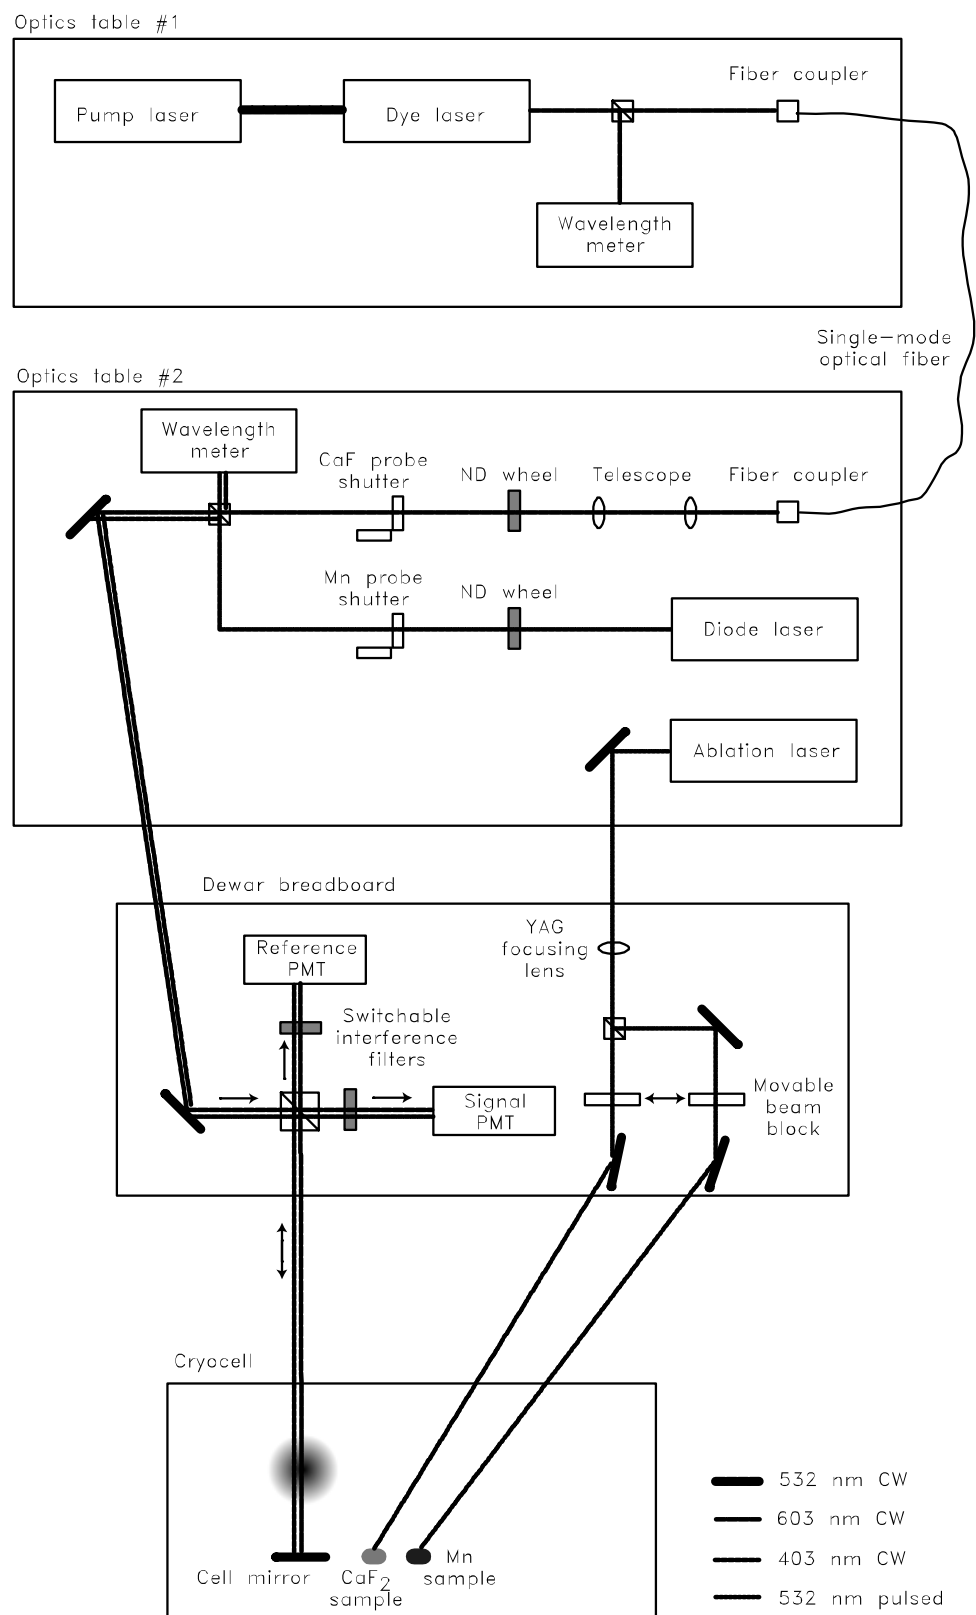 Optics table #1
Fiber coupler
Pump laser
Dye laser
Wavelength
meter
Single-mode
optical fiber
Optics table #2
Wavelength
meter
CaF probe
shutter
ND wheel
Telescope
Fiber coupler
Mn probe
shutter
ND wheel
Diode laser
Ablation laser
Dewar breadboard
YAG
focusing
lens
Reference
PMT
Switchable
interference
filters
Signal
PMT
Movable
beam
block
Cryocell
Cell mirror
CaF2
sample
Mn
sample
532 nm CW
603 nm CW
403 nm CW
532 nm pulsed